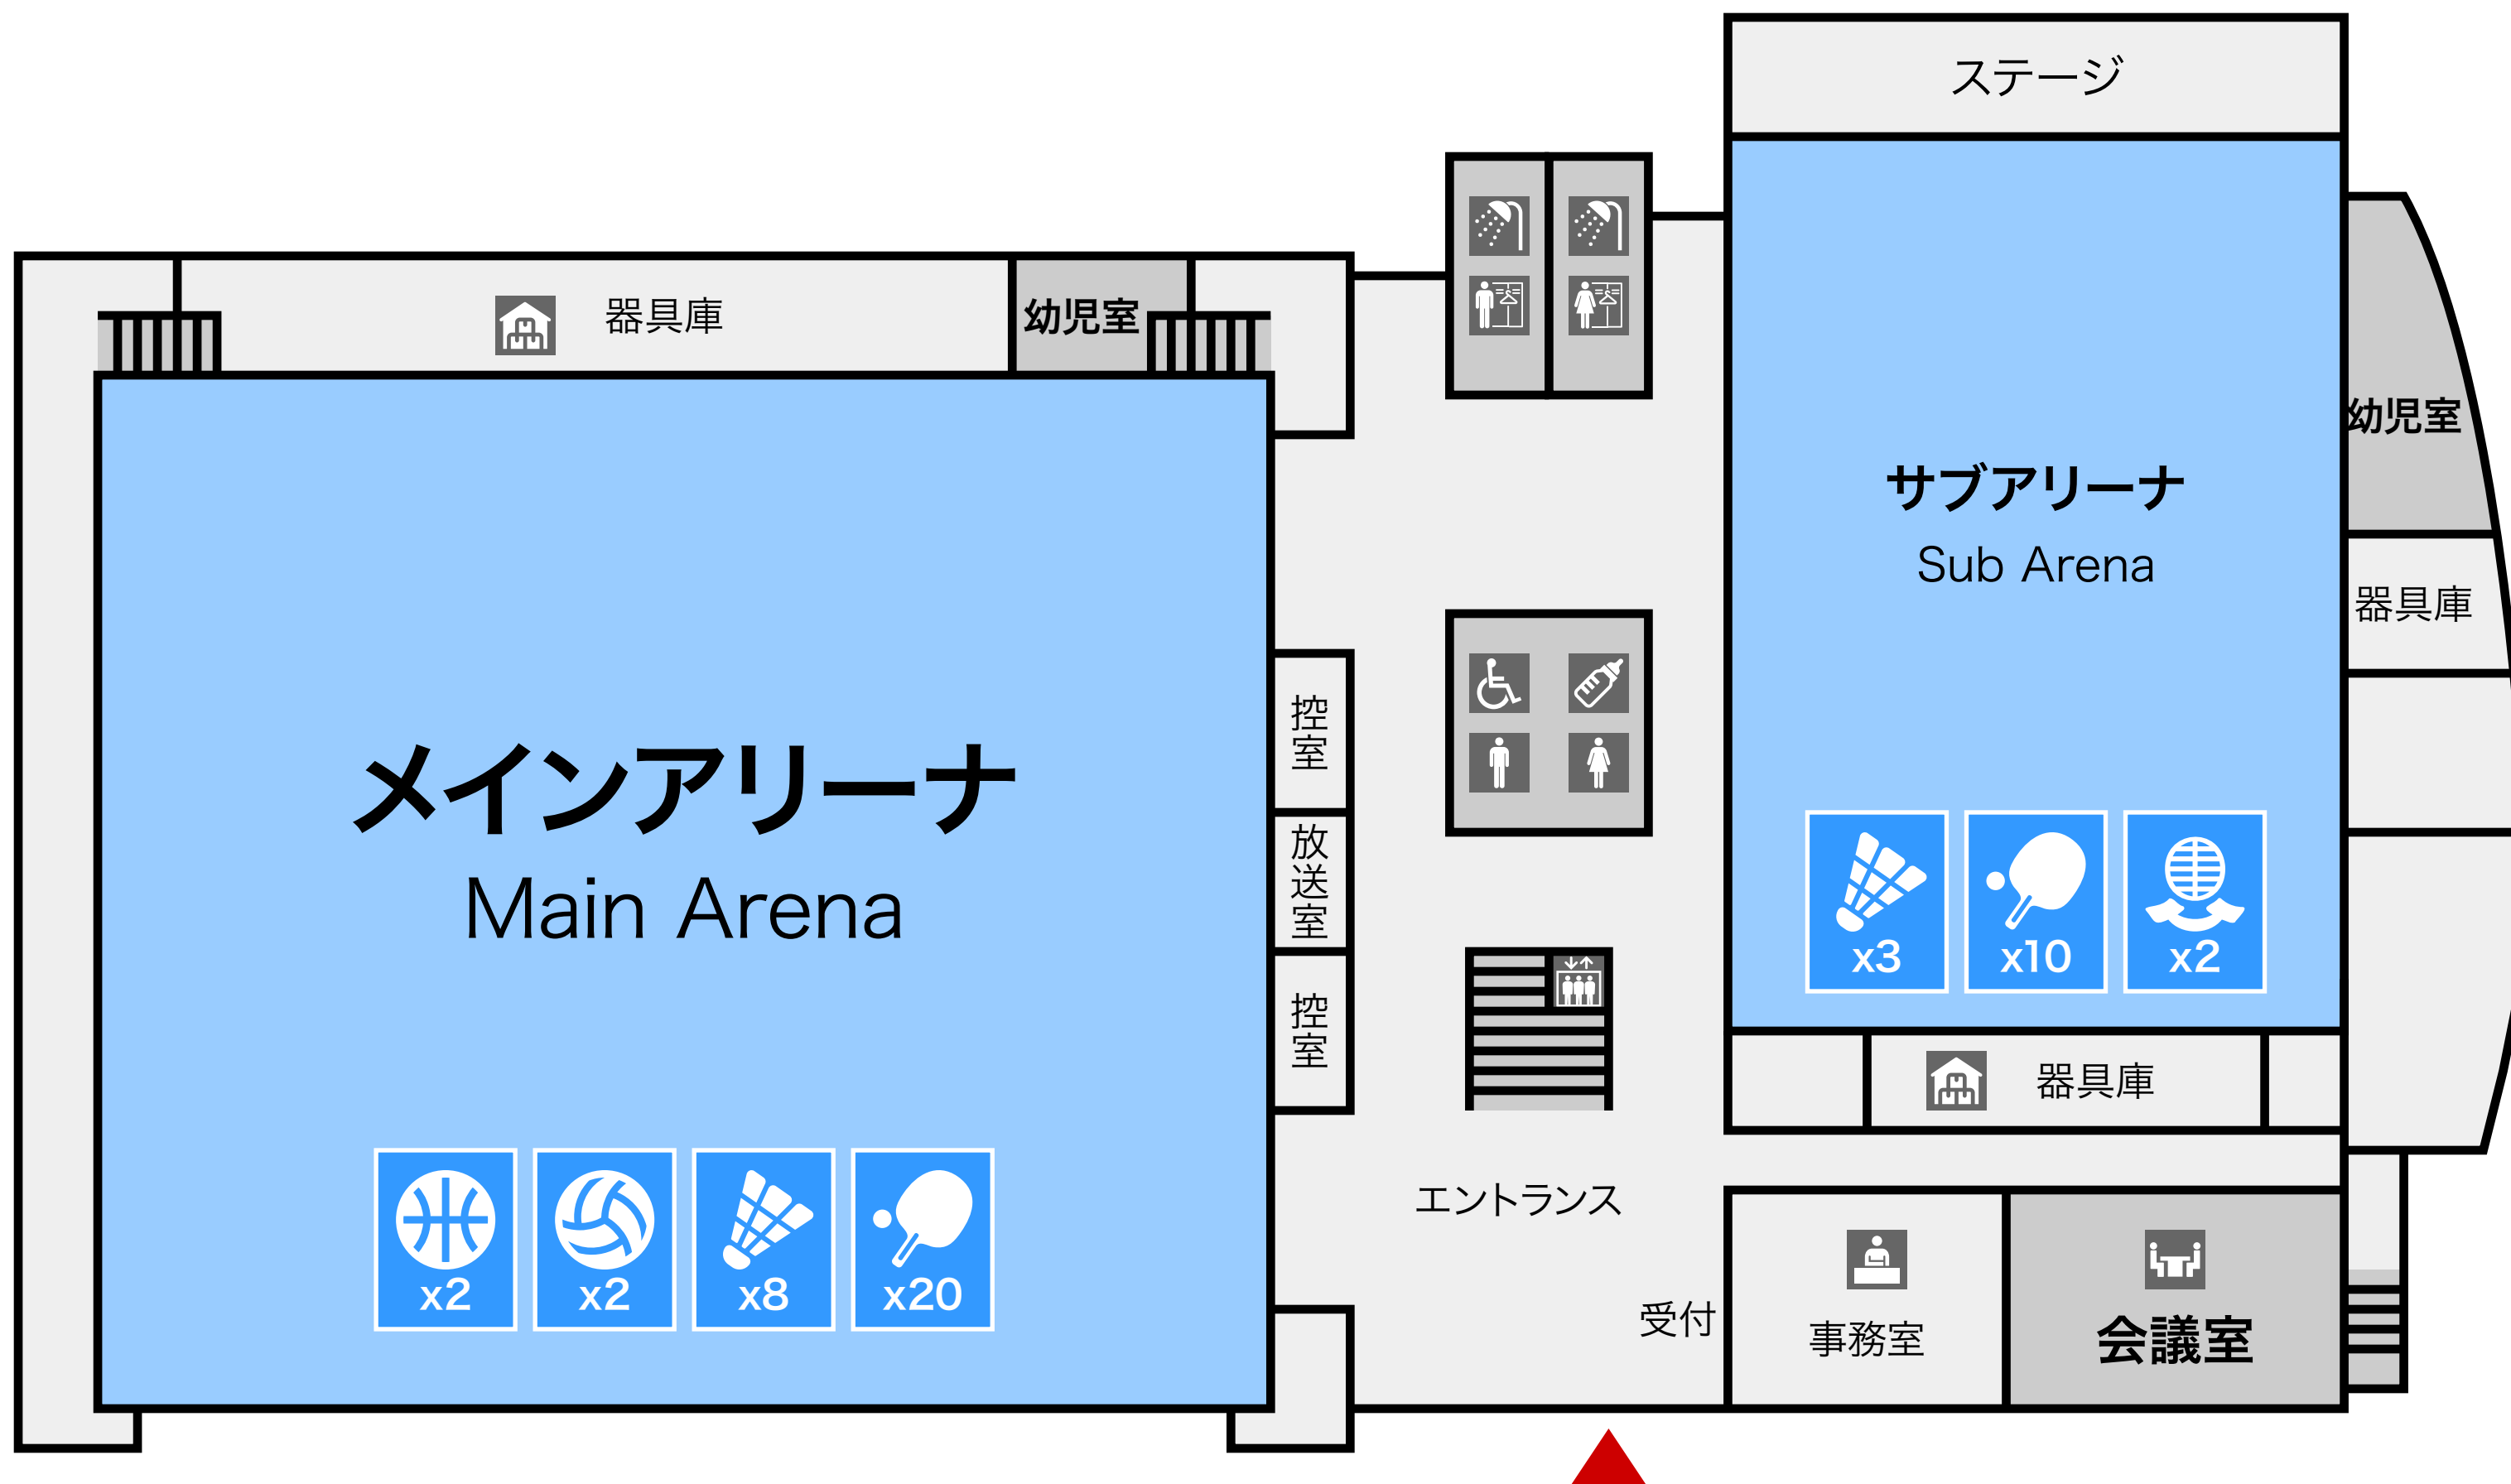 ステージ
器具庫
幼児室
幼児室
サブアリーナ
Sub Arena
器具庫
控室
メインアリーナ
Main Arena
放送室
x3
x10
x2
控室
器具庫
エントランス
x2
x2
x8
x20
受付
事務室
会議室